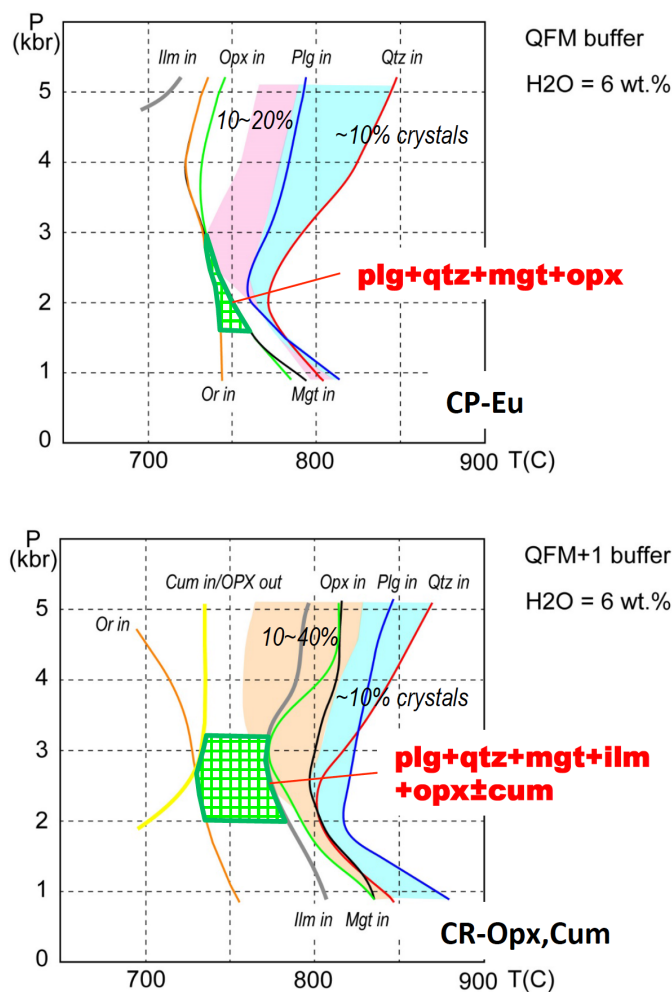 P
(kbr)
Ilm in
Opx in
Plg in
Qtz in
QFM buffer
H2O = 6 wt.%
5
10~20%
~10% crystals
4
3
plg+qtz+mgt+opx
2
1
Or in
Mgt in
CP-Eu
0
700
800
900
T(C)
P
(kbr)
Cum in/OPX out
Opx in
Plg in
Qtz in
QFM+1 buffer
H2O = 6 wt.%
5
Or in
10~40%
4
~10% crystals
3
plg+qtz+mgt+ilm
+opx±cum
2
1
Ilm in
Mgt in
CR-Opx,Cum
0
700
800
900
T(C)